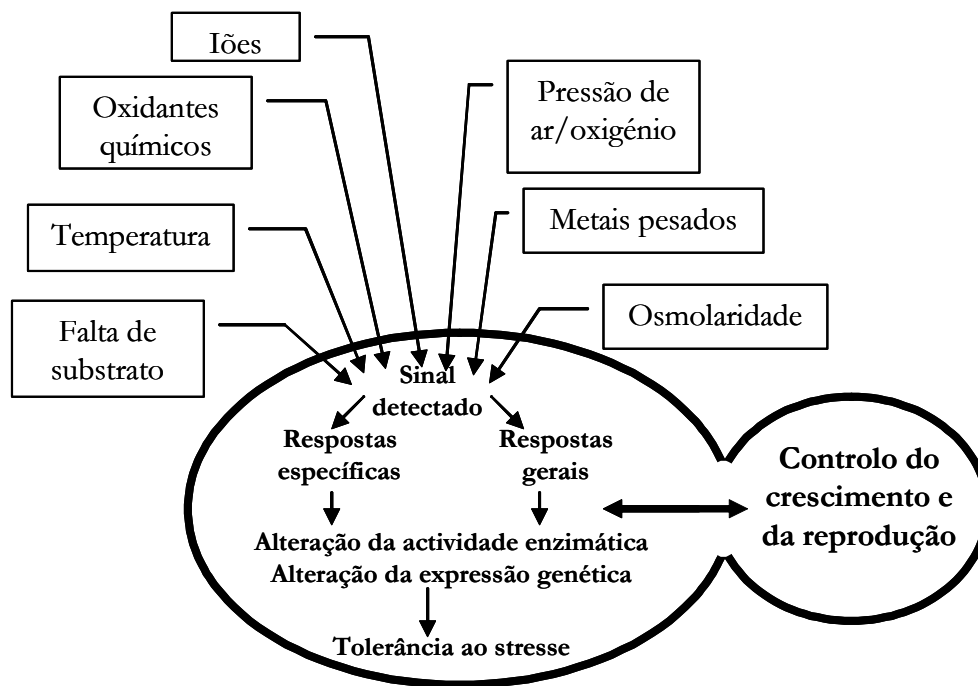 Iões
Oxidantes
químicos
Pressão de
ar/oxigénio
Temperatura
Metais pesados
Falta de
substrato
Osmolaridade
Sinal
detectado
Respostas
específicas
Respostas
gerais
Alteração da actividade enzimática
Alteração da expressão genética
Tolerância ao stresse
Controlo do
crescimento e
da reprodução